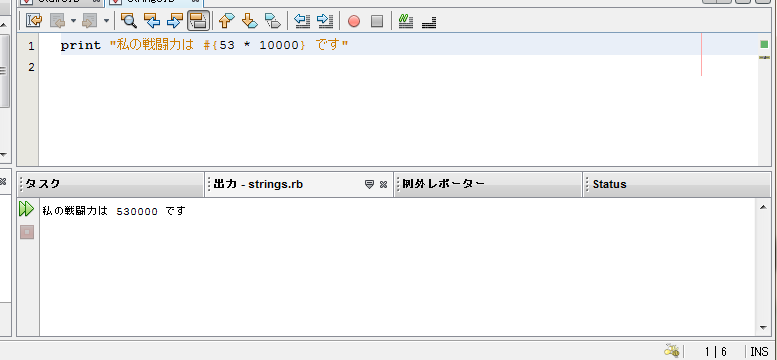 strings.rb
1 print "私の戦闘力は #{53 * 10000} です"
2
タスク
出力 - strings.rb
例外レポーター
Status
私の戦闘力は 530000 です
1 | 6
INS